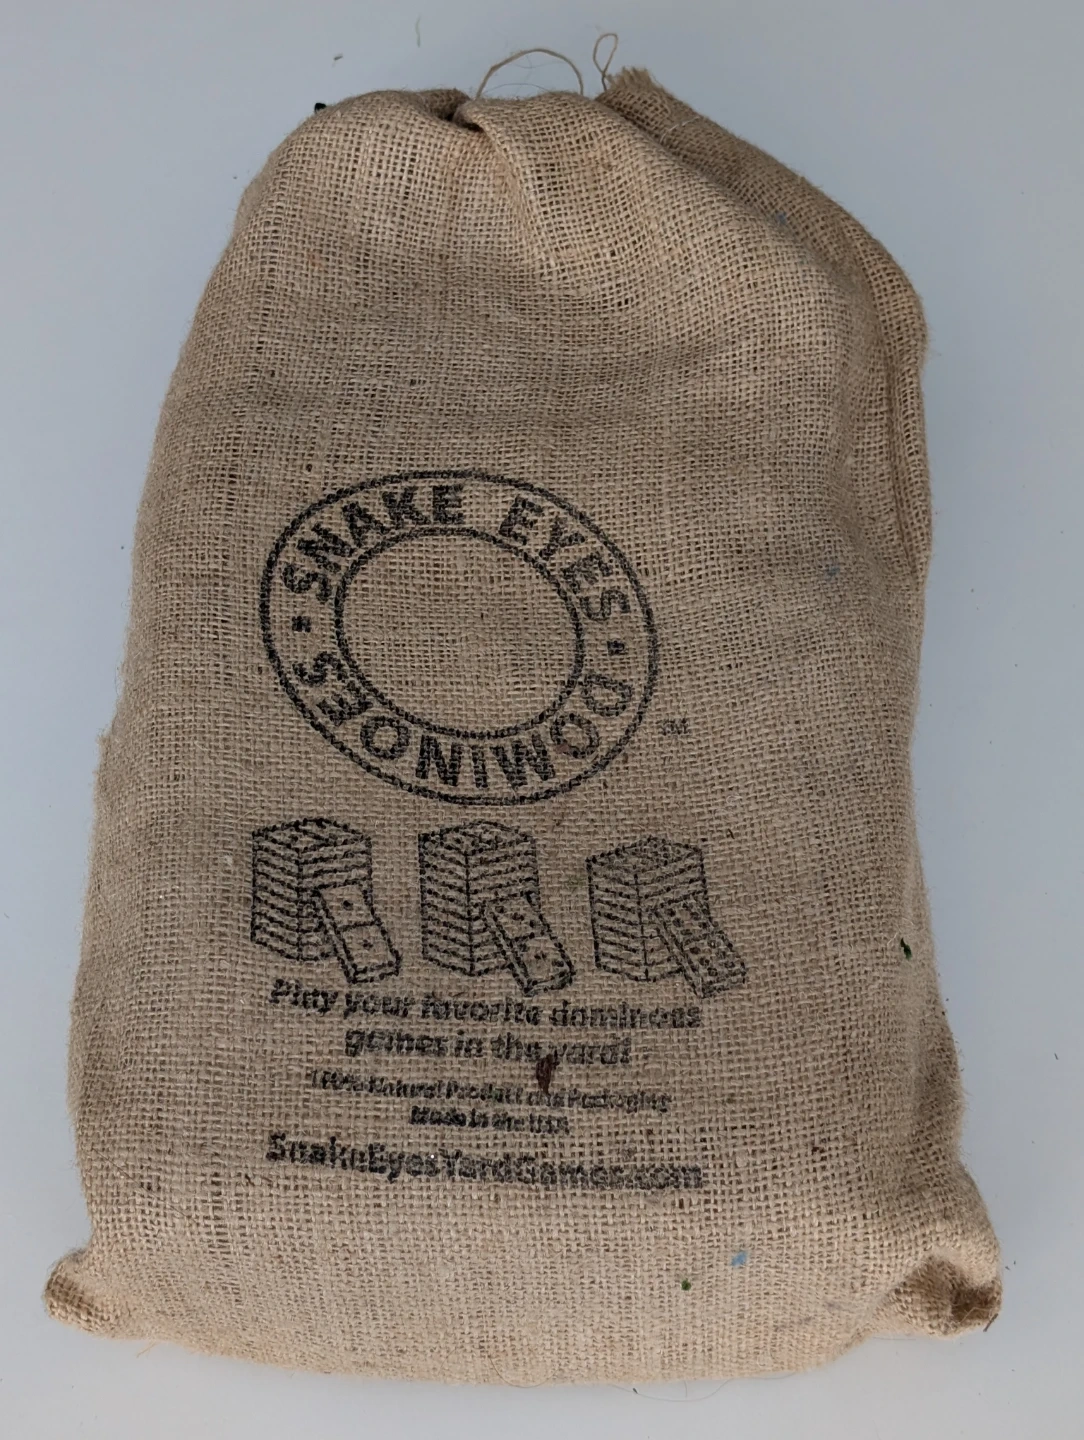 SNAKE EYES • DOMINOES •
SM
Play your favorite dominoes
games in the yard!
100% Natural Product and Packaging
Made in the USA
SnakeEyesYardGames.com